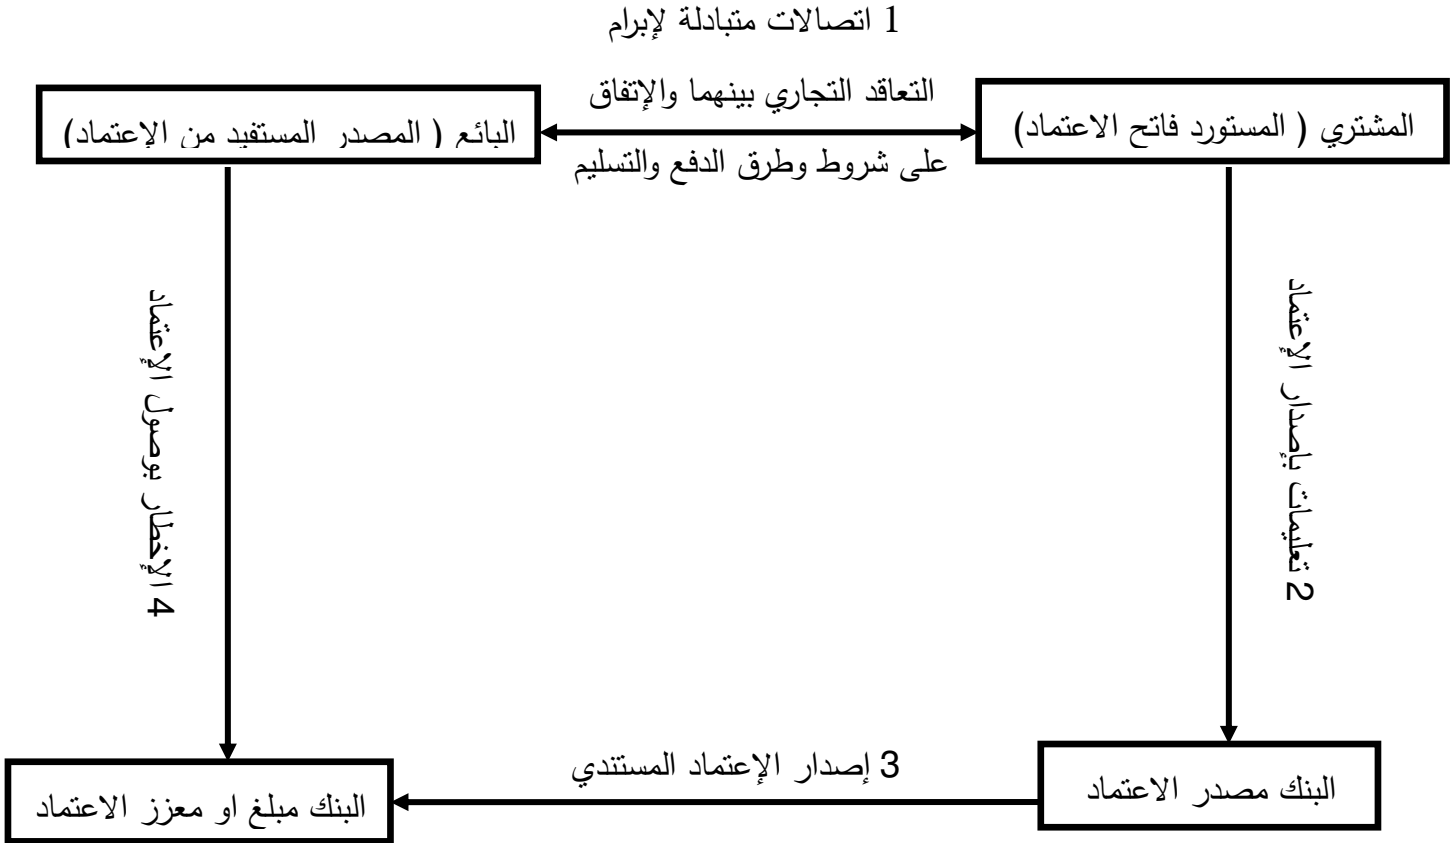 1 اتصالات متبادلة لإبرام
التعاقد التجاري بينهما والإتفاق
على شروط وطرق الدفع والتسليم
المشتري ( المستورد فاتح الاعتماد)
البائع ( المصدر المستفيد من الإعتماد)
2 تعليمات بإصدار الإعتماد
4 الإخطار بوصول الإعتماد
3 إصدار الإعتماد المستندي
البنك مصدر الاعتماد
البنك مبلغ او معزز الاعتماد